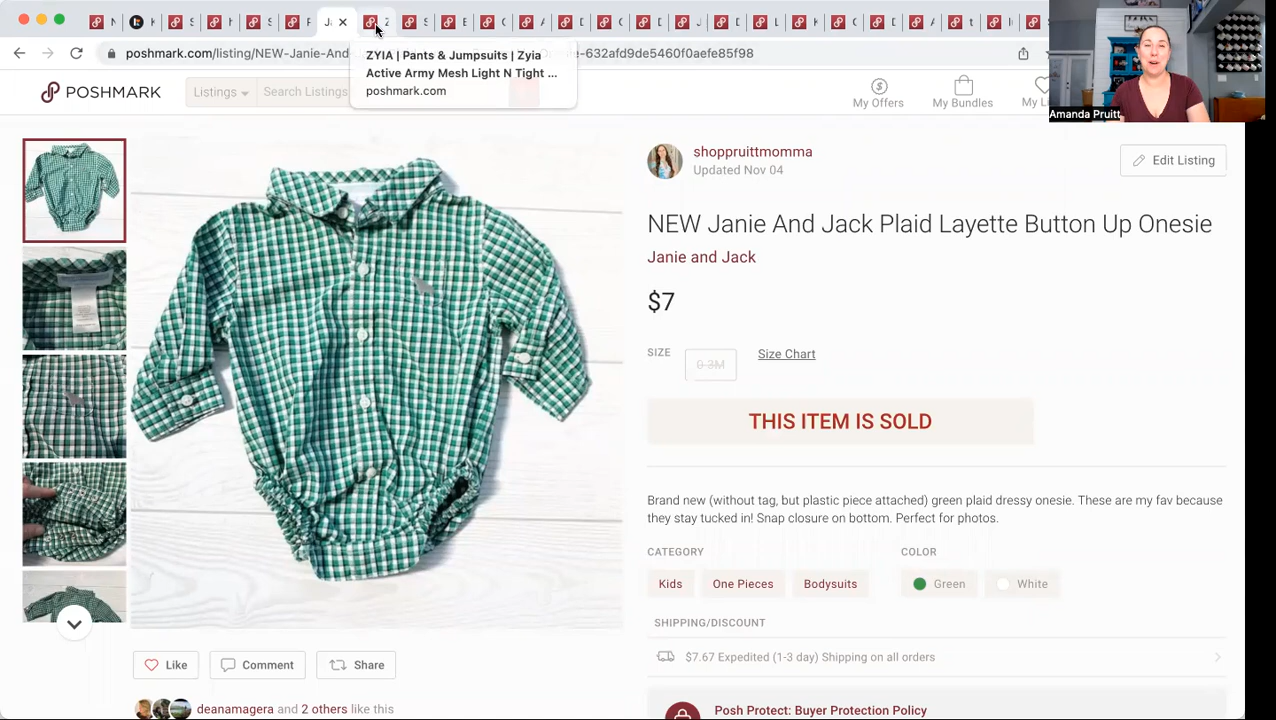 poshmark.com/listing/NEW-Janie-And-
e-632afd9de5460f0aefe85f98
ZYIA | Pants & Jumpsuits | Zyia
Active Army Mesh Light N Tight ...
poshmark.com
POSHMARK
Listings
Search Listings
My Offers
My Bundles
Amanda Pruitt
shoppruittmomma
Updated Nov 04
Edit Listing
NEW Janie And Jack Plaid Layette Button Up Onesie
Janie and Jack
$7
SIZE
0-3M
Size Chart
THIS ITEM IS SOLD
Brand new (without tag, but plastic piece attached) green plaid dressy onesie. These are my fav because
they stay tucked in! Snap closure on bottom. Perfect for photos.
CATEGORY
COLOR
Kids
One Pieces
Bodysuits
Green
White
SHIPPING/DISCOUNT
$7.67 Expedited (1-3 day) Shipping on all orders
Like
Comment
Share
deanamagera and 2 others like this
Posh Protect: Buyer Protection Policy